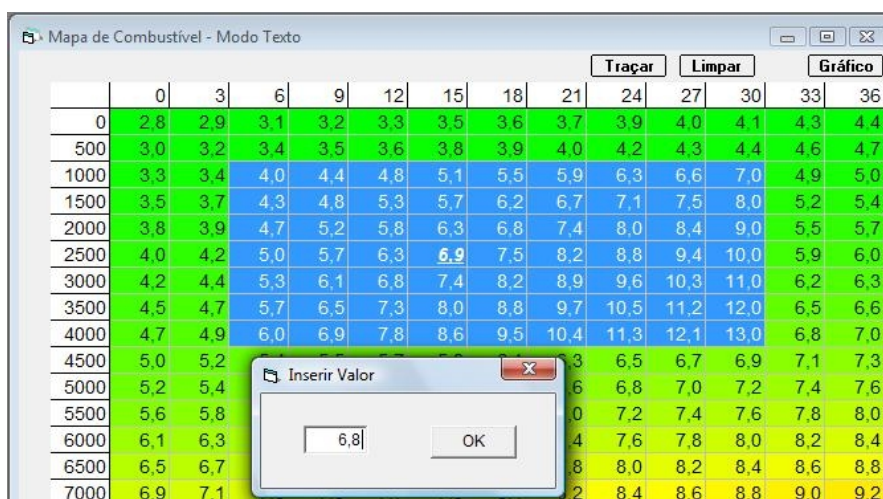 Mapa de Combustível - Modo Texto
Traçar Limpar Gráfico
0 3 6 9 12 15 18 21 24 27 30 33 36
0 2,8 2,9 3,1 3,2 3,3 3,5 3,6 3,7 3,9 4,0 4,1 4,3 4,4
500 3,0 3,2 3,4 3,5 3,6 3,8 3,9 4,0 4,2 4,3 4,4 4,6 4,7
1000 3,3 3,4 4,0 4,4 4,8 5,1 5,5 5,9 6,3 6,6 7,0 4,9 5,0
1500 3,5 3,7 4,3 4,8 5,3 5,7 6,2 6,7 7,1 7,5 8,0 5,2 5,4
2000 3,8 3,9 4,7 5,2 5,8 6,3 6,8 7,4 8,0 8,4 9,0 5,5 5,7
2500 4,0 4,2 5,0 5,7 6,3 6,9 7,5 8,2 8,8 9,4 10,0 5,9 6,0
3000 4,2 4,4 5,3 6,1 6,8 7,4 8,2 8,9 9,6 10,3 11,0 6,2 6,3
3500 4,5 4,7 5,7 6,5 7,3 8,0 8,8 9,7 10,5 11,2 12,0 6,5 6,6
4000 4,7 4,9 6,0 6,9 7,8 8,6 9,5 10,4 11,3 12,1 13,0 6,8 7,0
4500 5,0 5,2 6,5 6,7 6,9 7,1 7,3
5000 5,2 5,4 6,8 7,0 7,2 7,4 7,6
5500 5,6 5,8 7,2 7,4 7,6 7,8 8,0
6000 6,1 6,3 7,6 7,8 8,0 8,2 8,4
6500 6,5 6,7 8,0 8,2 8,4 8,6 8,8
7000 6,9 7,1 8,4 8,6 8,8 9,0 9,2
Inserir Valor
6,8 OK